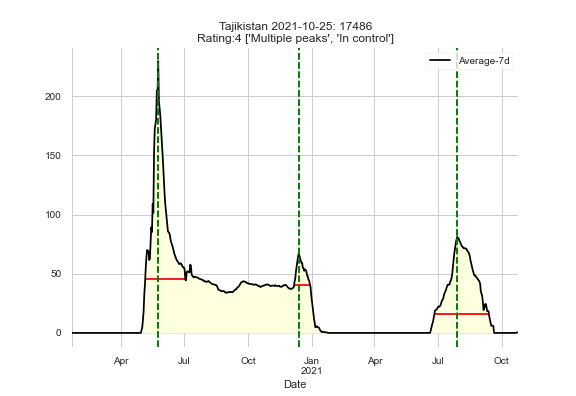 Tajikistan 2021-10-25: 17486
Rating:4 ['Multiple peaks', 'In control']
Average-7d
200
150
100
50
0
Apr Jul Oct Jan Apr Jul Oct
2021
Date